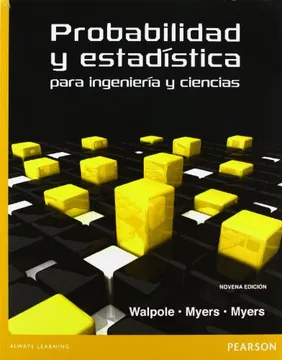 Probabilidad
y estadística
para ingeniería y ciencias
NOVENA EDICIÓN
Walpole · Myers · Myers
ALWAYS LEARNING
PEARSON